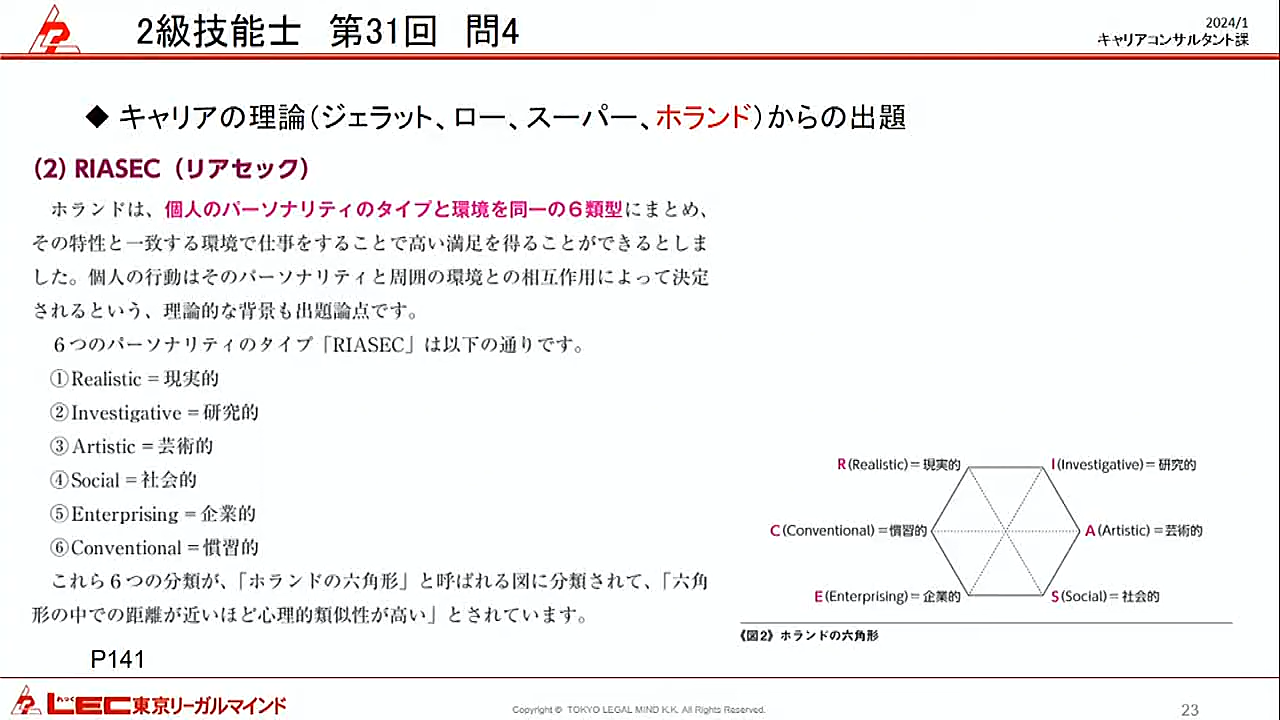 2級技能士　第31回　問4
2024/1
キャリアコンサルタント課
◆ キャリアの理論（ジェラット、ロー、スーパー、ホランド）からの出題
(2) RIASEC（リアセック）
ホランドは、個人のパーソナリティのタイプと環境を同一の６類型にまとめ、
その特性と一致する環境で仕事をすることで高い満足を得ることができるとしま
した。個人の行動はそのパーソナリティと周囲の環境との相互作用によって決定
されるという、理論的な背景も出題論点です。
６つのパーソナリティのタイプ「RIASEC」は以下の通りです。
①Realistic＝現実的
②Investigative＝研究的
③Artistic＝芸術的
④Social＝社会的
⑤Enterprising＝企業的
⑥Conventional＝慣習的
これら６つの分類が、「ホランドの六角形」と呼ばれる図に分類されて、「六角
形の中での距離が近いほど心理的類似性が高い」とされています。
R(Realistic)＝現実的
I(Investigative)＝研究的
C(Conventional)＝慣習的
A(Artistic)＝芸術的
E(Enterprising)＝企業的
S(Social)＝社会的
《図2》ホランドの六角形
P141
れっく
LEC東京リーガルマインド
Copyright © TOKYO LEGAL MIND K.K. All Rights Reserved.
23